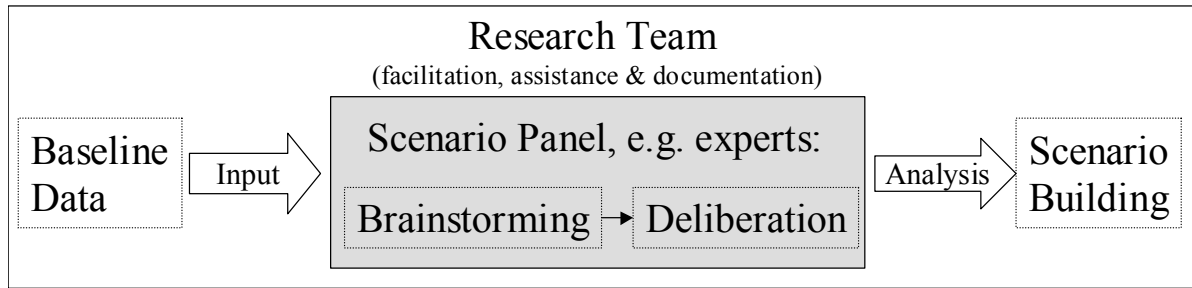 Research Team
(facilitation, assistance & documentation)
Baseline
Data
Input
Scenario Panel, e.g. experts:
Brainstorming
Deliberation
Analysis
Scenario
Building